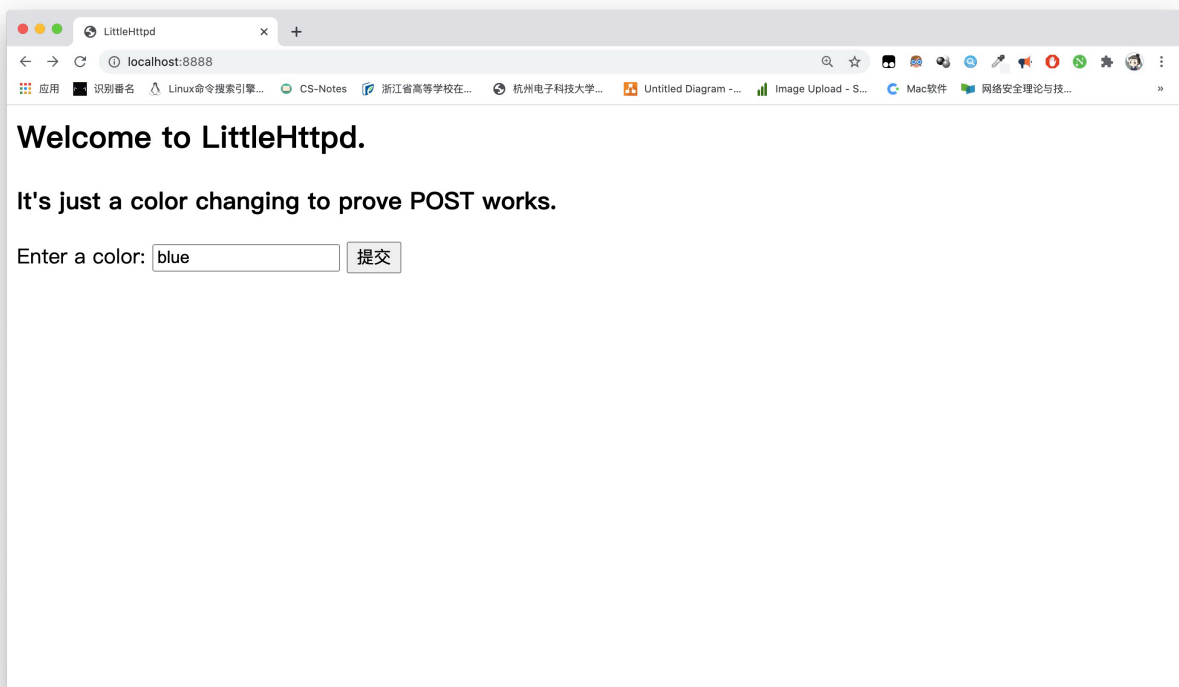 LittleHttpd
localhost:8888
应用 识别番名 Linux命令搜索引擎... CS-Notes 浙江省高等学校在... 杭州电子科技大学... Untitled Diagram -... Image Upload - S... Mac软件 网络安全理论与技... »
Welcome to LittleHttpd.
It's just a color changing to prove POST works.
Enter a color: blue 提交